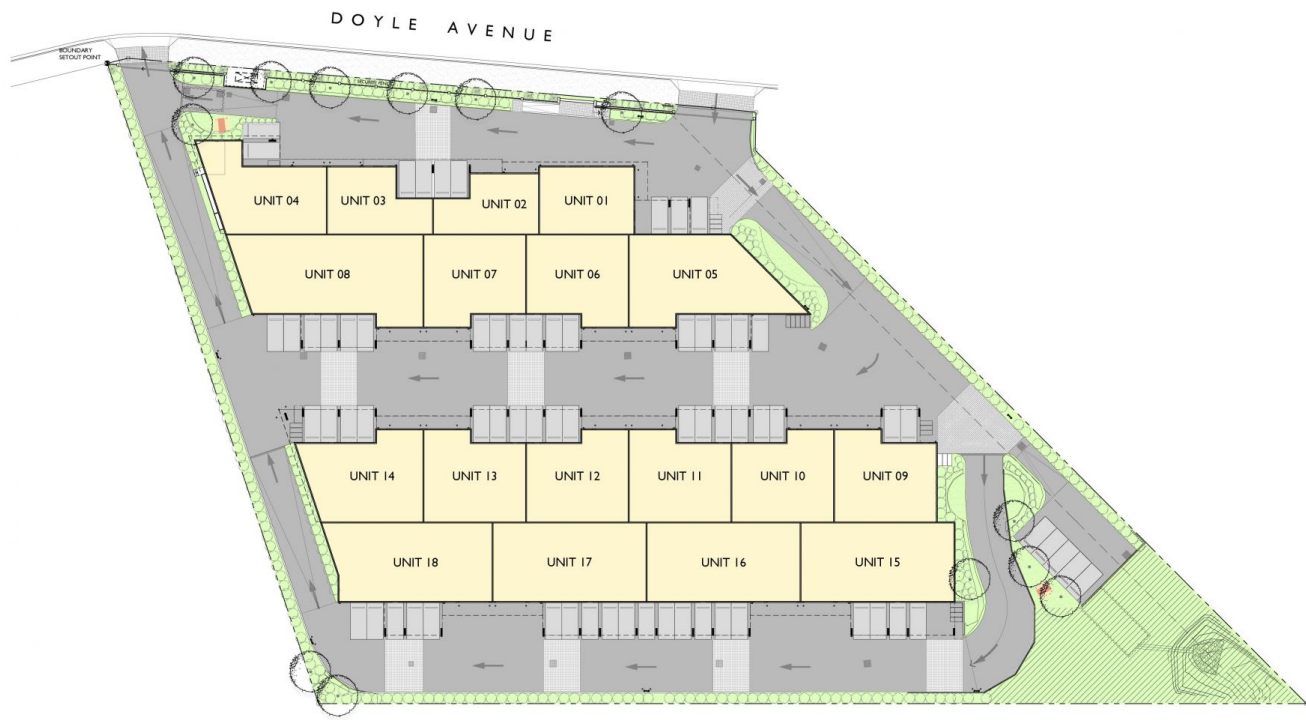 DOYLE AVENUE
BOUNDARY
SETOUT POINT
UNIT 04
UNIT 03
UNIT 02
UNIT 01
UNIT 08
UNIT 07
UNIT 06
UNIT 05
UNIT 14
UNIT 13
UNIT 12
UNIT 11
UNIT 10
UNIT 09
UNIT 18
UNIT 17
UNIT 16
UNIT 15